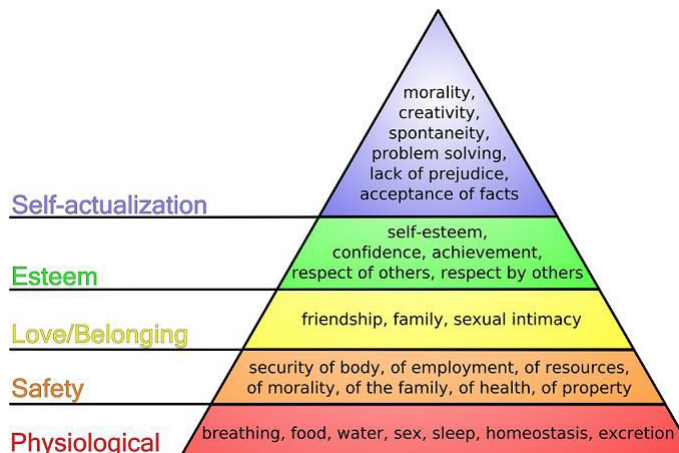 morality,
creativity,
spontaneity,
problem solving,
lack of prejudice,
acceptance of facts
Self-actualization
self-esteem,
confidence, achievement,
respect of others, respect by others
Esteem
friendship, family, sexual intimacy
Love/Belonging
security of body, of employment, of resources,
of morality, of the family, of health, of property
Safety
breathing, food, water, sex, sleep, homeostasis, excretion
Physiological